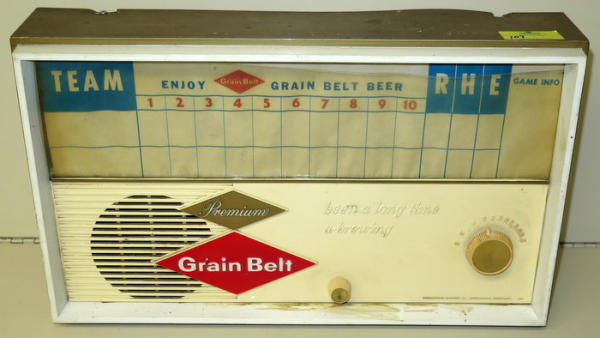 Lot
TEAM ENJOY Grain Belt GRAIN BELT BEER R H E GAME INFO
1 2 3 4 5 6 7 8 9 10
Premium
been a long time
a-brewing
Grain Belt